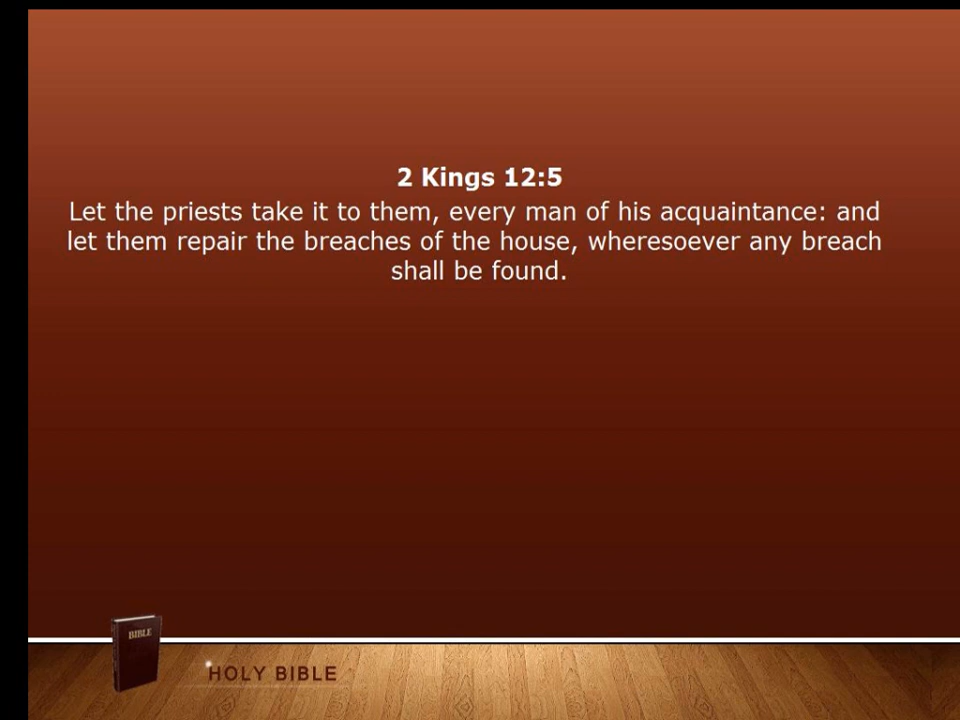 2 Kings 12:5
Let the priests take it to them, every man of his acquaintance: and
let them repair the breaches of the house, wheresoever any breach
shall be found.
BIBLE
HOLY BIBLE